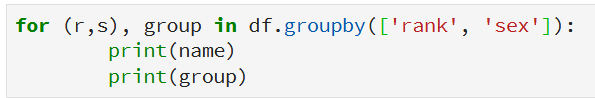 for (r,s), group in df.groupby(['rank', 'sex']):
        print(name)
        print(group)